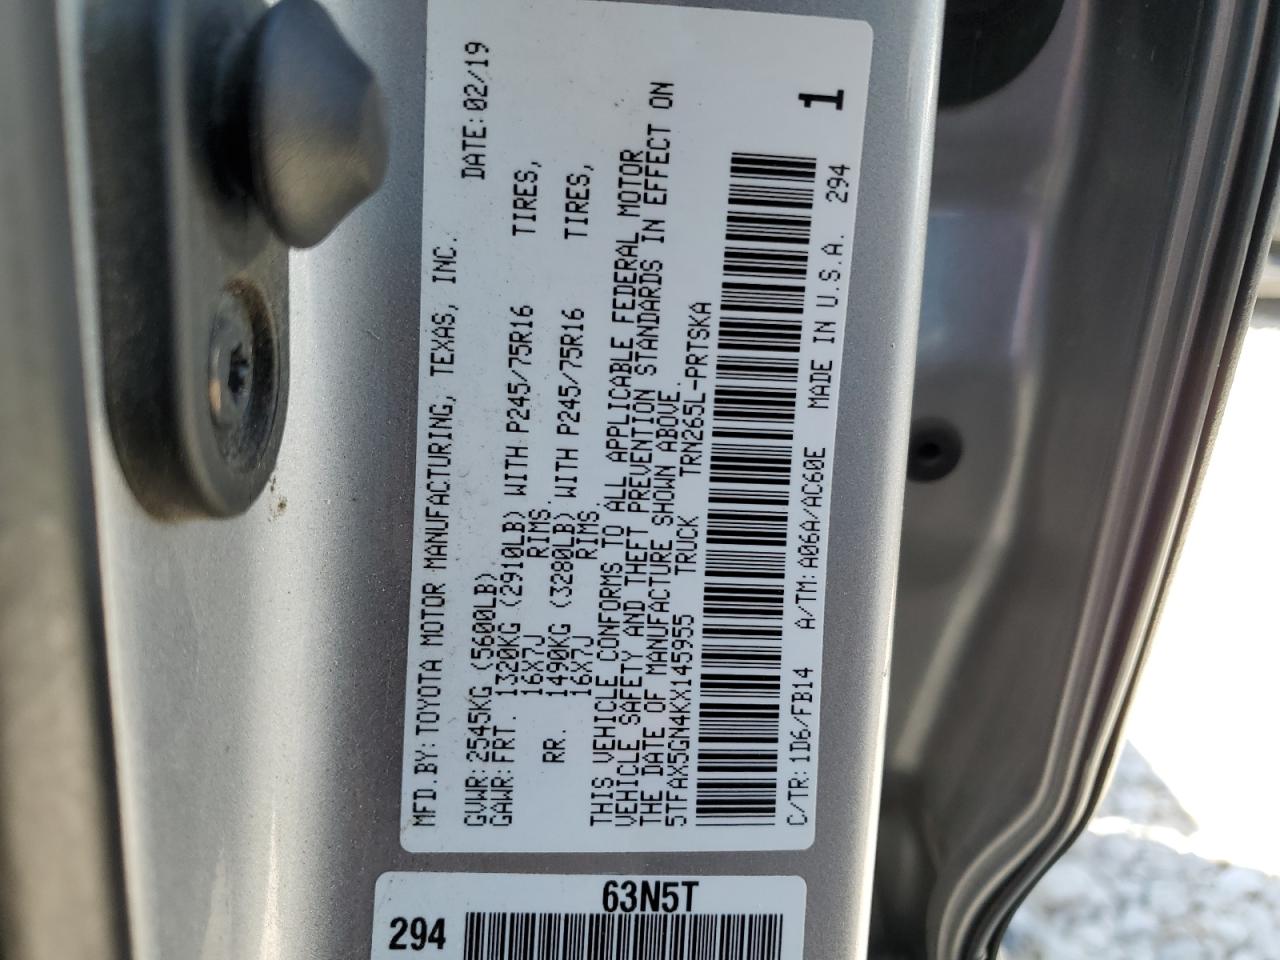 MFD.BY:TOYOTA MOTOR MANUFACTURING, TEXAS, INC. DATE:02/19
GVWR:2545KG (5600LB)
GAWR:FRT. 1320KG (2910LB) WITH P245/75R16 TIRES,
16X7J RIMS
RR. 1490KG (3280LB) WITH P245/75R16 TIRES,
16X7J RIMS.
THIS VEHICLE CONFORMS TO ALL APPLICABLE FEDERAL MOTOR
VEHICLE SAFETY AND THEFT PREVENTION STANDARDS IN EFFECT ON
THE DATE OF MANUFACTURE SHOWN ABOVE.
5TFAX5GN4KX145955 TRUCK TRN265L-PRTSKA
1
C/TR:1D6/FB14 A/TM:A06A/AC60E MADE IN U.S.A. 294
63N5T
294